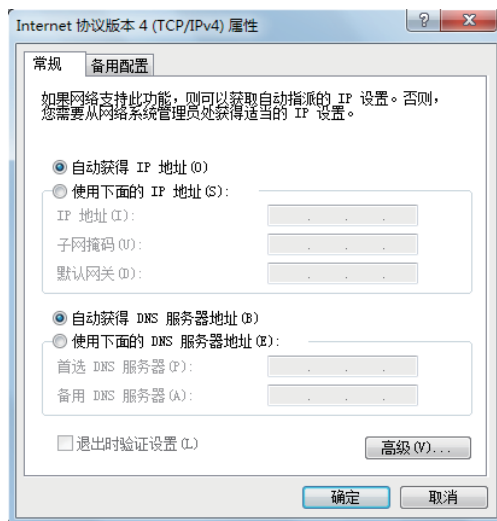 Internet 协议版本 4 (TCP/IPv4) 属性
常规 备用配置
如果网络支持此功能，则可以获取自动指派的 IP 设置。否则，
您需要从网络系统管理员处获得适当的 IP 设置。
自动获得 IP 地址(O)
使用下面的 IP 地址(S):
IP 地址(I):
子网掩码(U):
默认网关(D):
自动获得 DNS 服务器地址(B)
使用下面的 DNS 服务器地址(E):
首选 DNS 服务器(P):
备用 DNS 服务器(A):
退出时验证设置(L)
高级(V)...
确定 取消